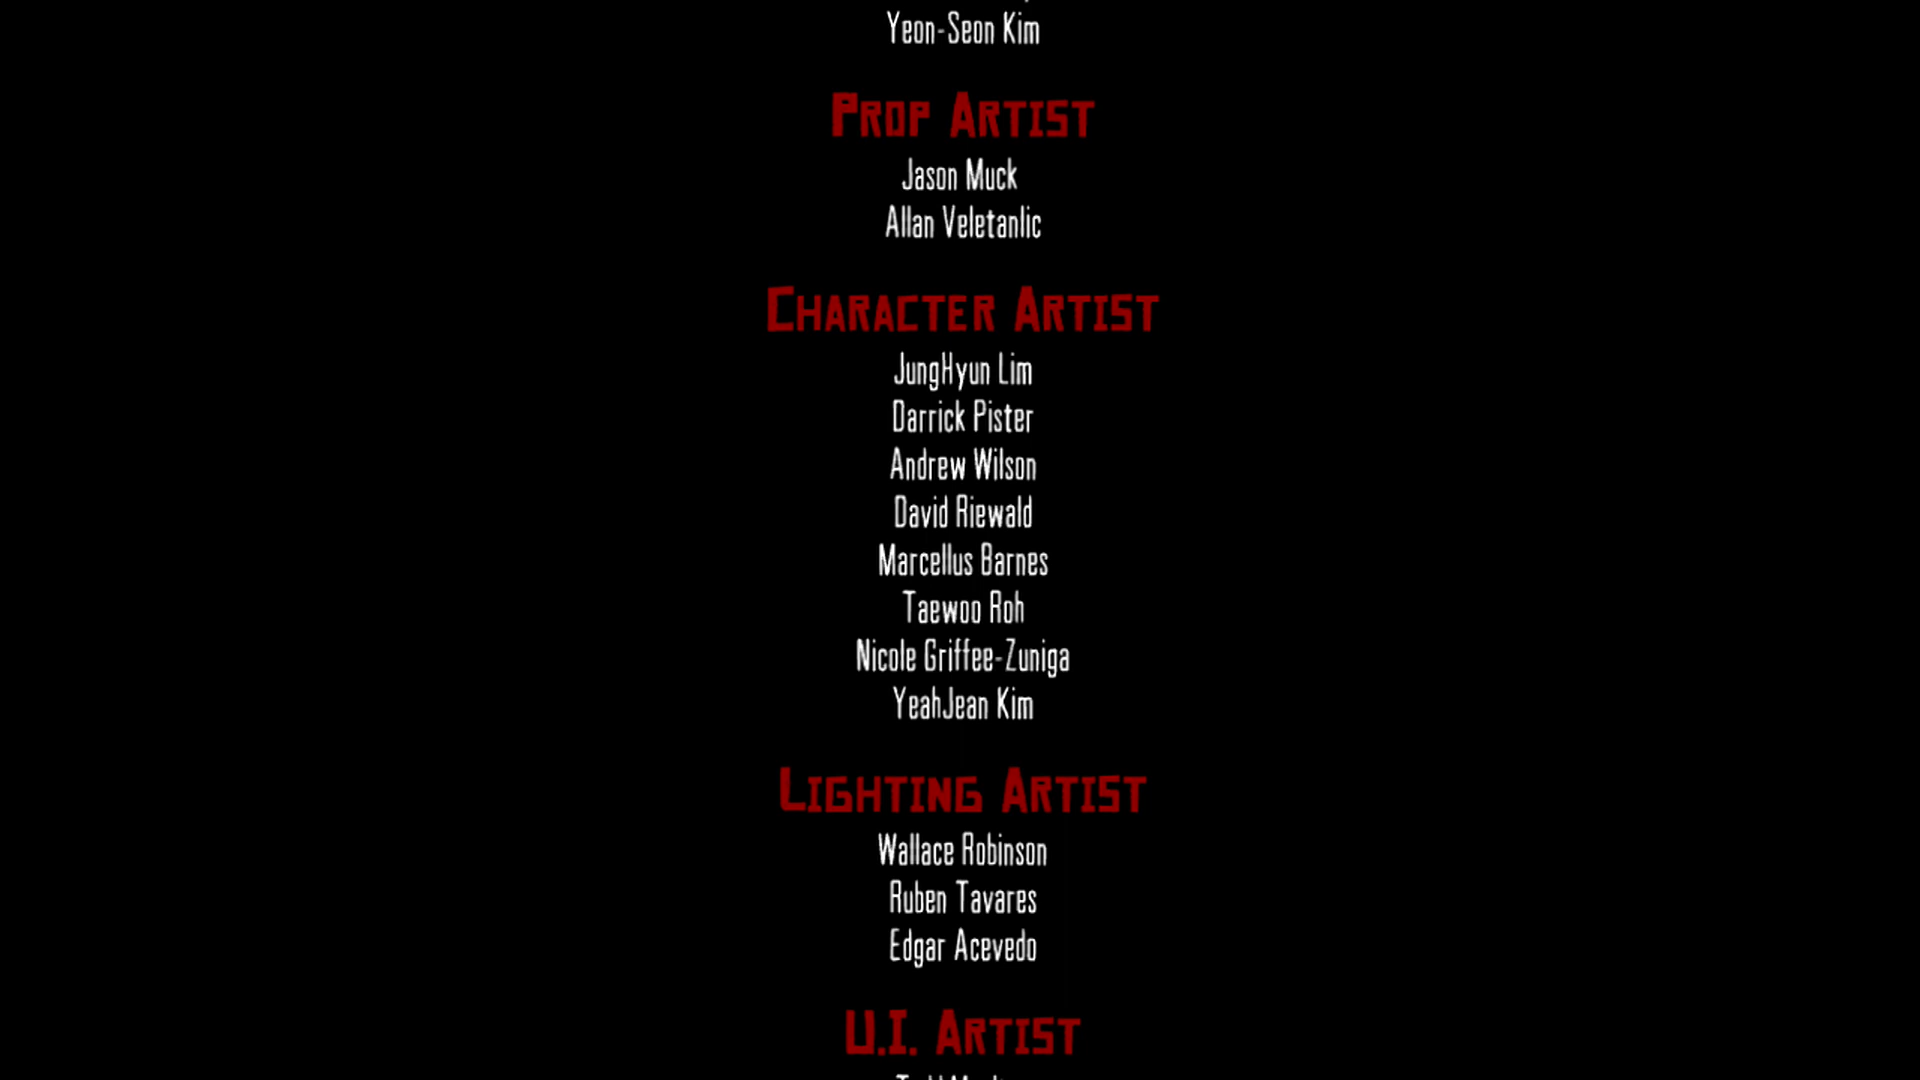 Yeon-Seon Kim
Prop Artist
Jason Muck
Allan Veletanlic
Character Artist
JungHyun Lim
Darrick Pister
Andrew Wilson
David Riewald
Marcellus Barnes
Taewoo Roh
Nicole Griffee-Zuniga
YeahJean Kim
Lighting Artist
Wallace Robinson
Ruben Tavares
Edgar Acevedo
U.I. Artist